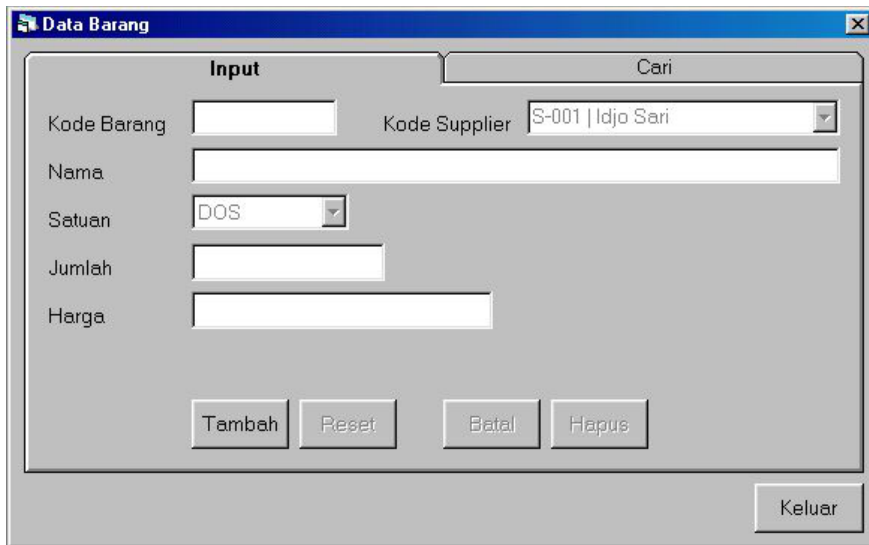 Data Barang
Input Cari
Kode Barang Kode Supplier S-001 | Idjo Sari
Nama
Satuan DOS
Jumlah
Harga
Tambah Reset Batal Hapus
Keluar